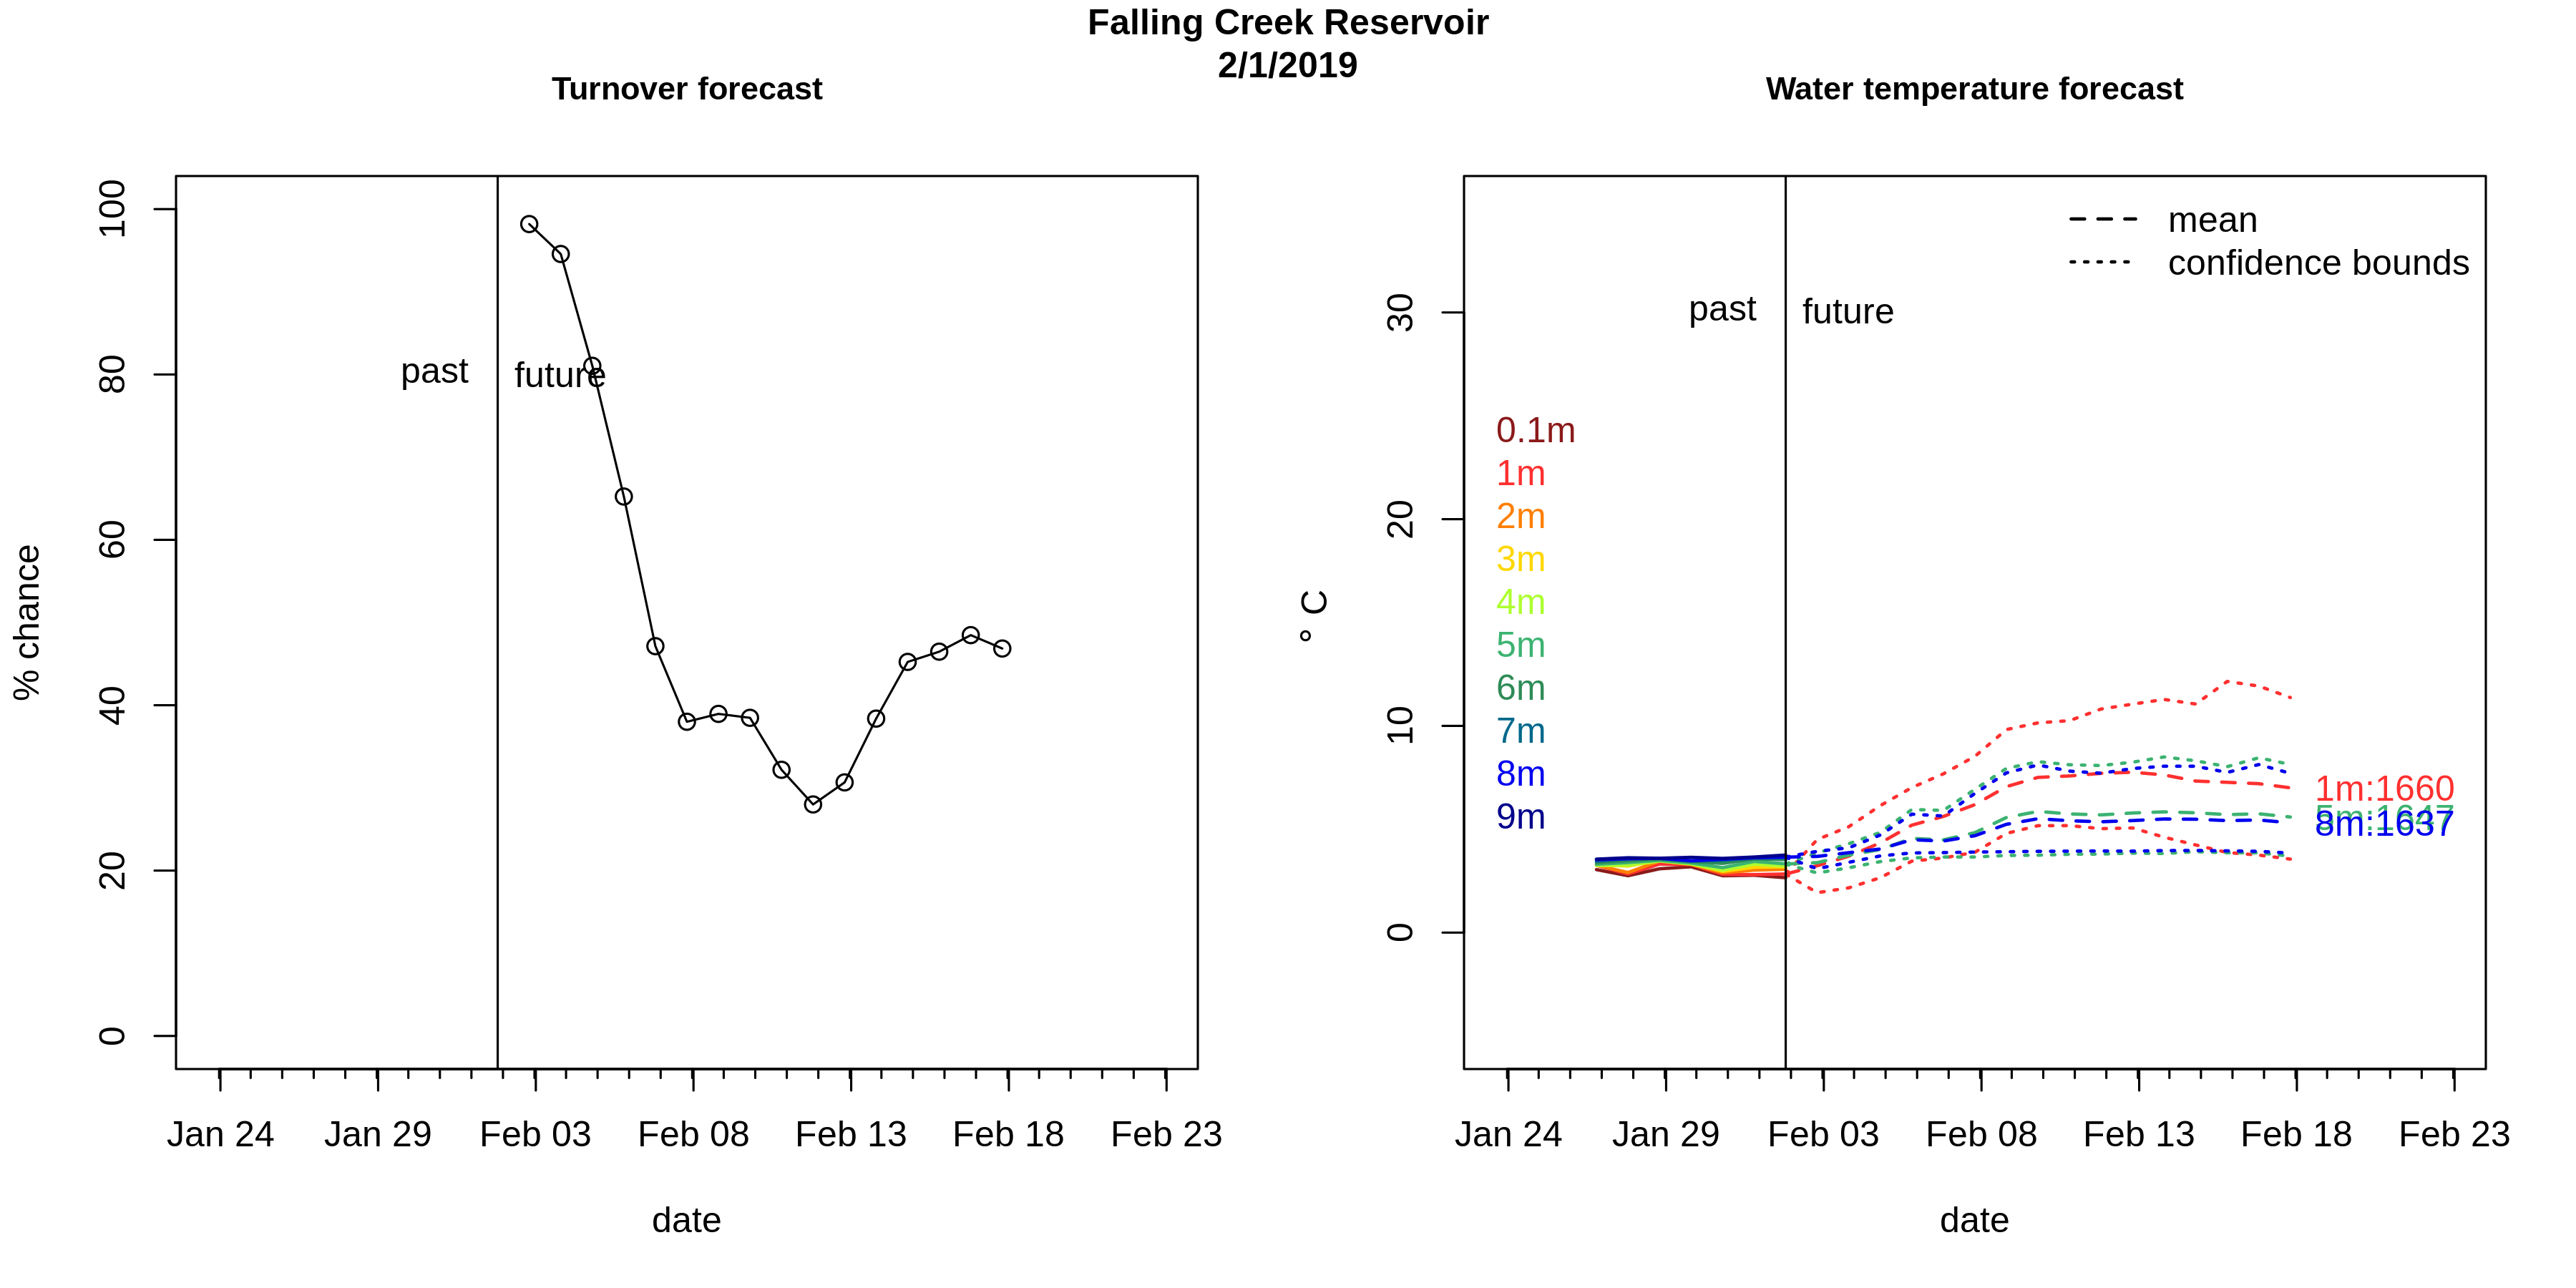 Falling Creek Reservoir
2/1/2019
Turnover forecast
100
80
60
40
20
0
% chance
past
future
Jan 24
Jan 29
Feb 03
Feb 08
Feb 13
Feb 18
Feb 23
date
Water temperature forecast
mean
confidence bounds
30
20
10
0
° C
past
future
0.1m
1m
2m
3m
4m
5m
6m
7m
8m
9m
1m:1660
8m:1637
Jan 24
Jan 29
Feb 03
Feb 08
Feb 13
Feb 18
Feb 23
date